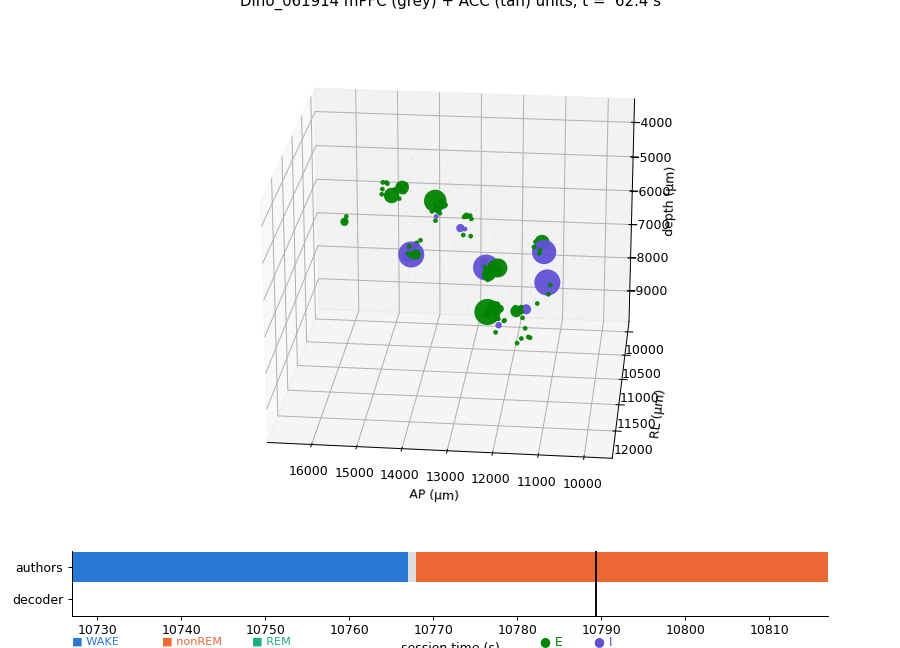 Dino_061914 mPFC (grey) + ACC (tan) units, t = 62.4 s
4000
5000
6000
7000
8000
9000
depth (µm)
10000
10500
11000
11500
12000
RL (µm)
16000 15000 14000 13000 12000 11000 10000
AP (µm)
authors
decoder
10730 10740 10750 10760 10770 10780 10790 10800 10810
session time (s)
WAKE nonREM REM E I